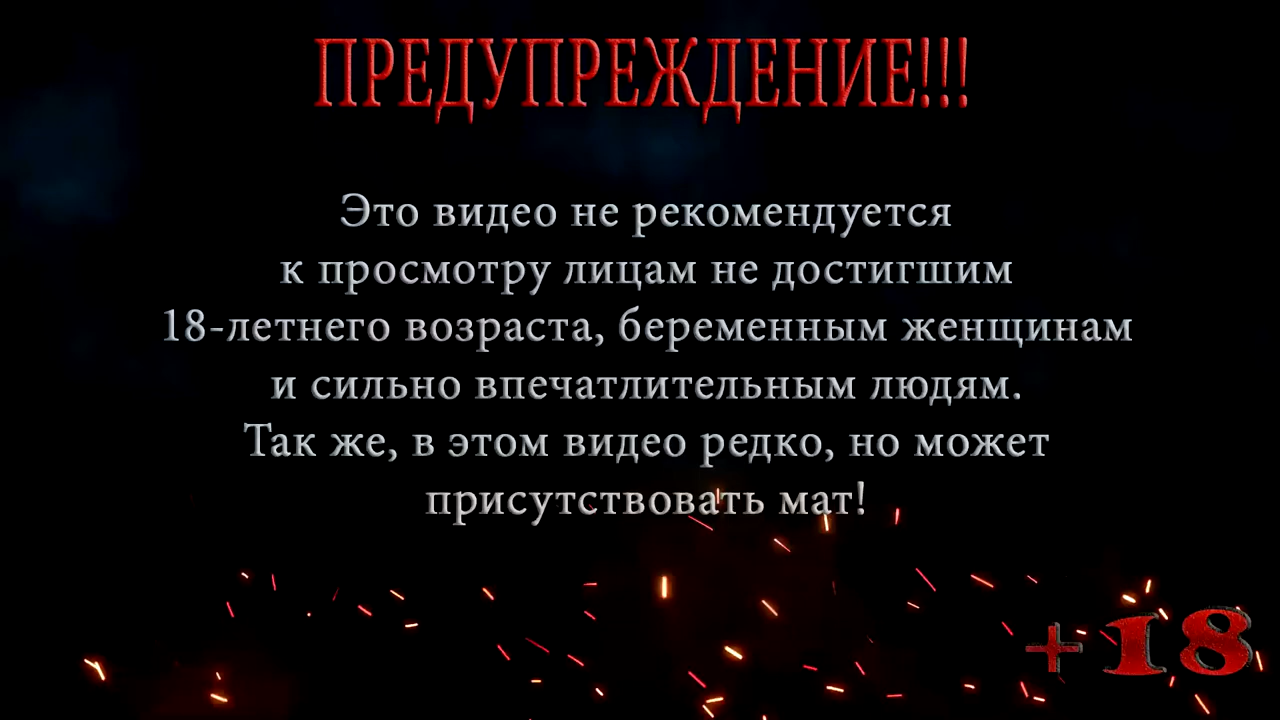 ПРЕДУПРЕЖДЕНИЕ!!!
Это видео не рекомендуется
к просмотру лицам не достигшим
18-летнего возраста, беременным женщинам
и сильно впечатлительным людям.
Так же, в этом видео редко, но может
присутствовать мат!
+18